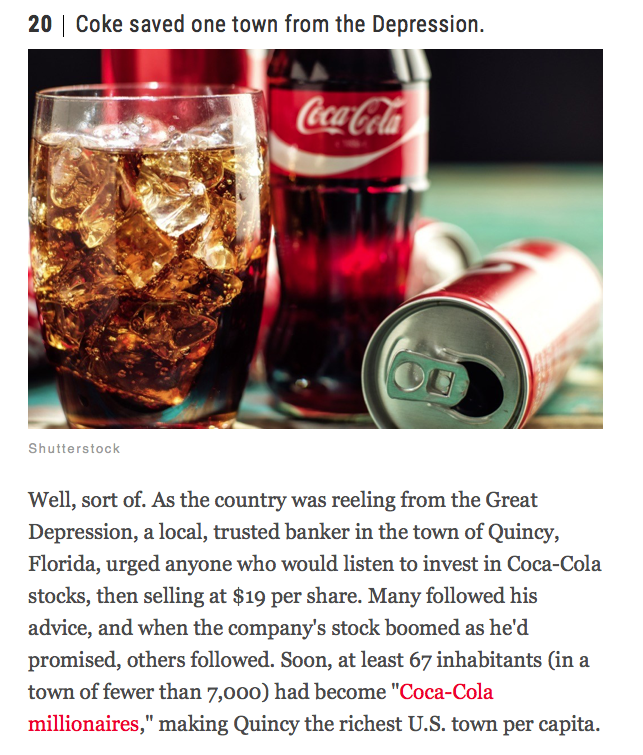 20 | Coke saved one town from the Depression.
Coca-Cola
Shutterstock
Well, sort of. As the country was reeling from the Great
Depression, a local, trusted banker in the town of Quincy,
Florida, urged anyone who would listen to invest in Coca-Cola
stocks, then selling at $19 per share. Many followed his
advice, and when the company's stock boomed as he'd
promised, others followed. Soon, at least 67 inhabitants (in a
town of fewer than 7,000) had become "Coca-Cola
millionaires," making Quincy the richest U.S. town per capita.